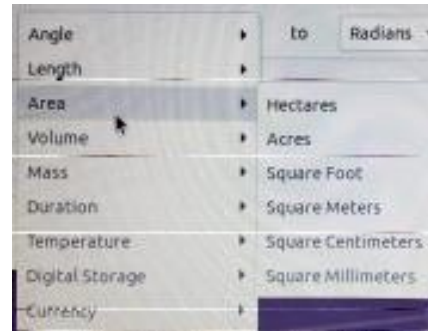 Angle
to Radians
Length
Area
Hectares
Volume
Acres
Mass
Square Foot
Duration
Square Meters
Temperature
Square Centimeters
Digital Storage
Square Millimeters
Currency